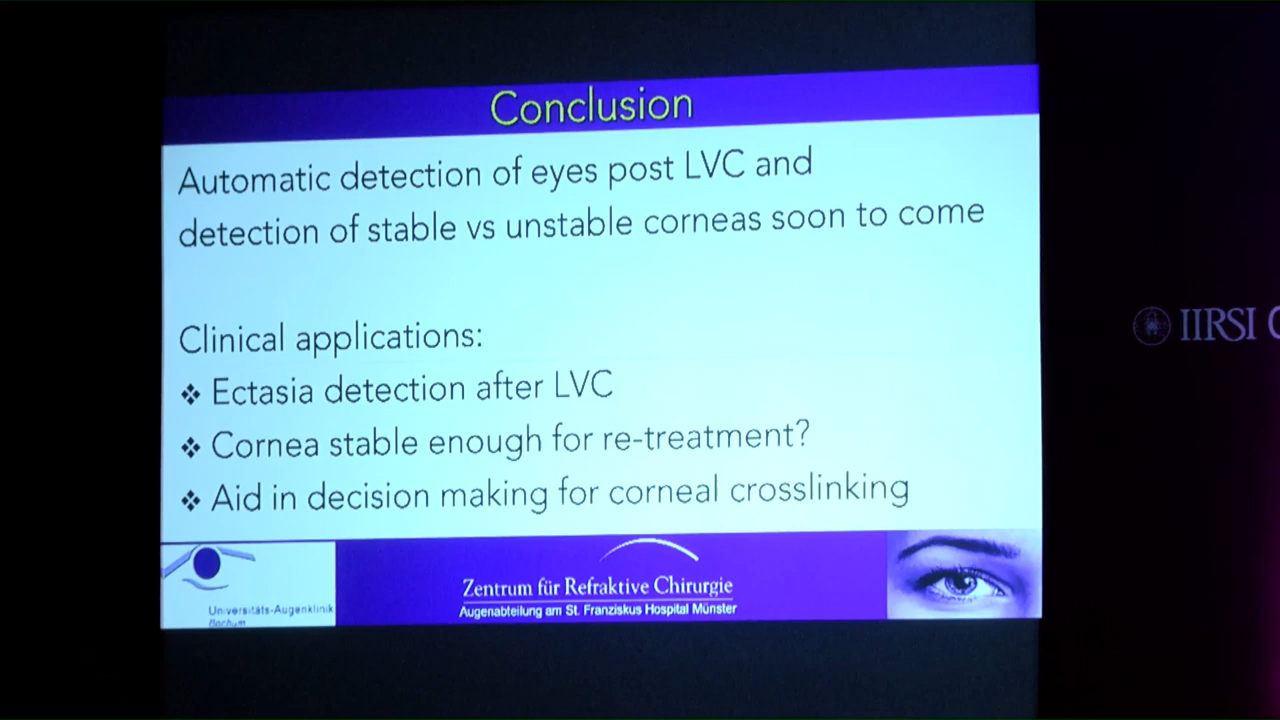 Conclusion
Automatic detection of eyes post LVC and
detection of stable vs unstable corneas soon to come
Clinical applications:
❖ Ectasia detection after LVC
❖ Cornea stable enough for re-treatment?
❖ Aid in decision making for corneal crosslinking
Universitäts-Augenklinik
Bochum
Zentrum für Refraktive Chirurgie
Augenabteilung am St. Franziskus Hospital Münster
IIRSI